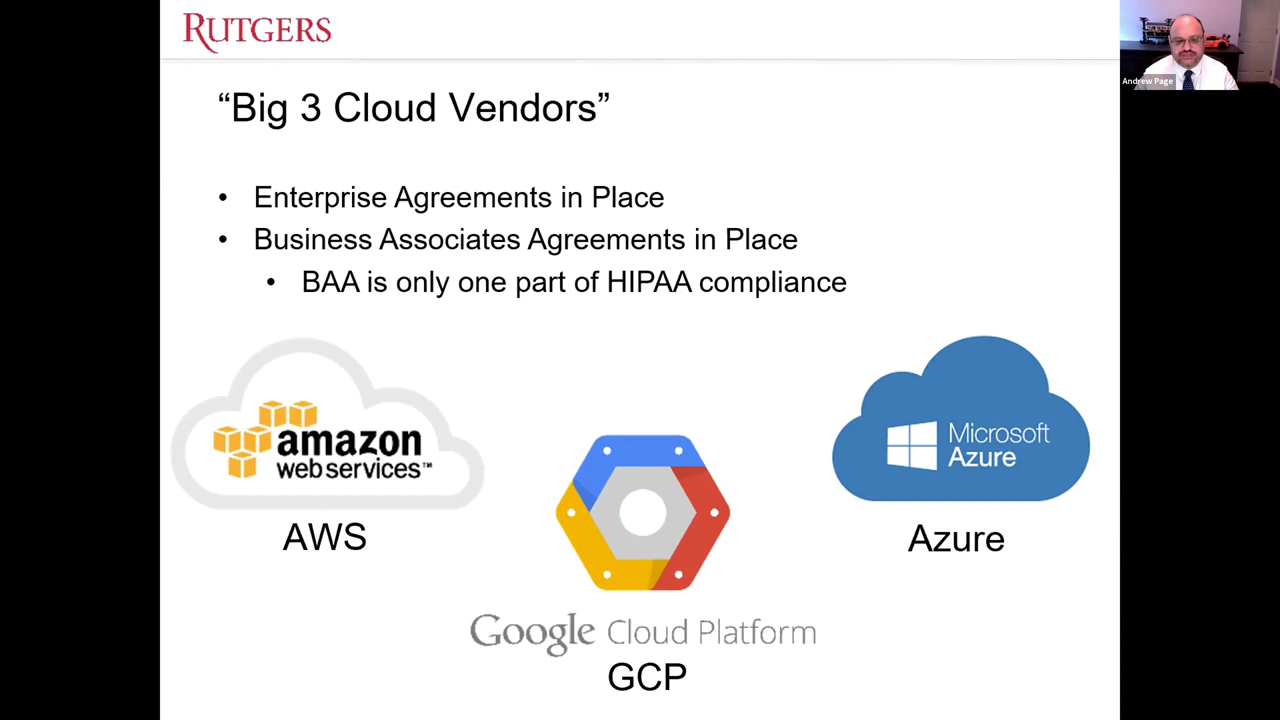 RUTGERS
Andrew Page
“Big 3 Cloud Vendors”
• Enterprise Agreements in Place
• Business Associates Agreements in Place
• BAA is only one part of HIPAA compliance
amazon
web services™
AWS
Microsoft
Azure
Azure
Google Cloud Platform
GCP